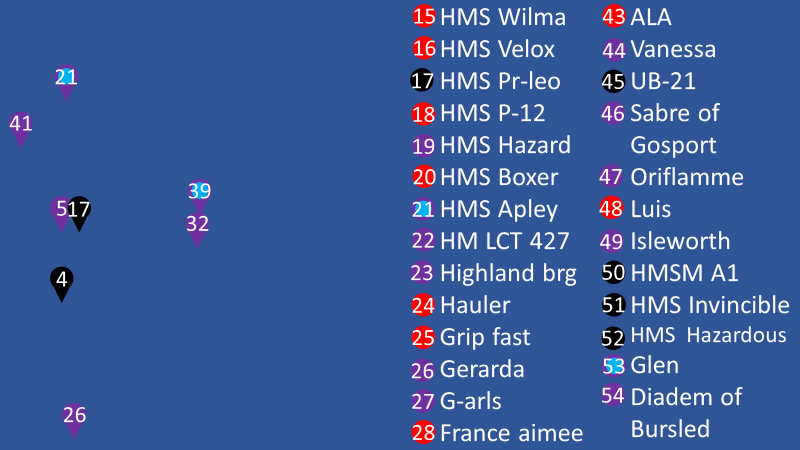 21
41
5 17
39
32
4
26
15 HMS Wilma
16 HMS Velox
17 HMS Pr-leo
18 HMS P-12
19 HMS Hazard
20 HMS Boxer
21 HMS Apley
22 HM LCT 427
23 Highland brg
24 Hauler
25 Grip fast
26 Gerarda
27 G-arls
28 France aimee
43 ALA
44 Vanessa
45 UB-21
46 Sabre of
Gosport
47 Oriflamme
48 Luis
49 Isleworth
50 HMSM A1
51 HMS Invincible
52 HMS Hazardous
53 Glen
54 Diadem of
Bursled